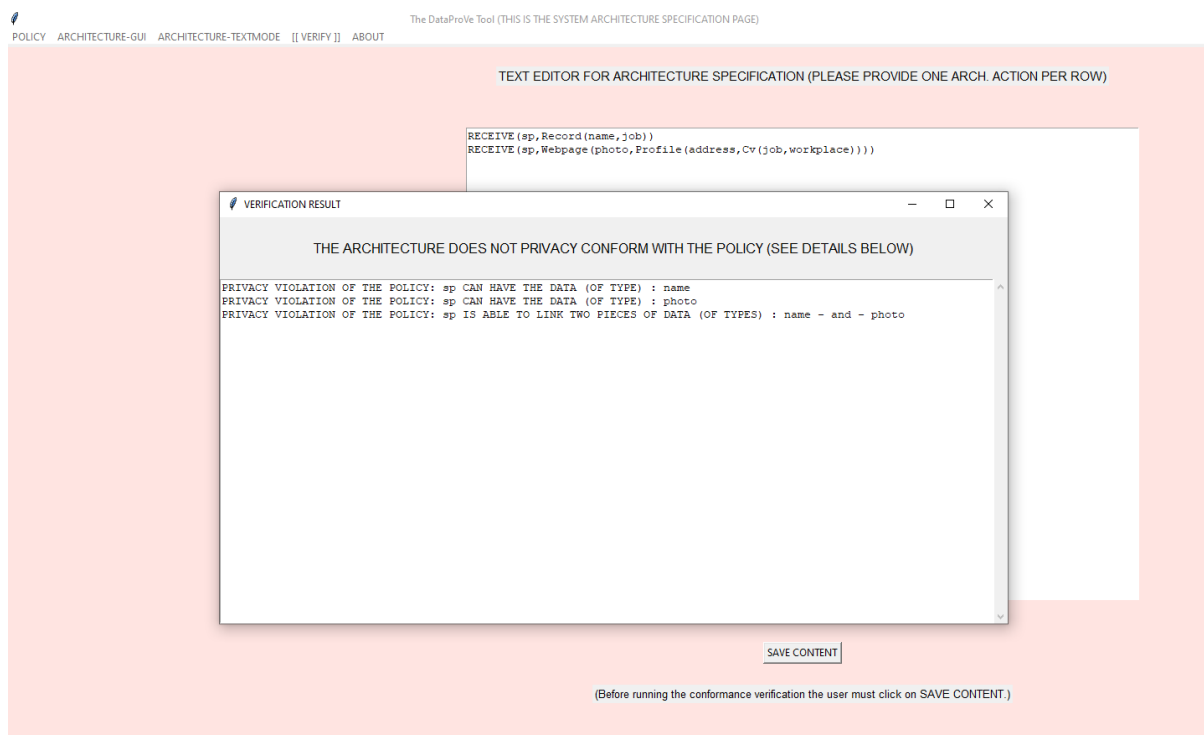 The DataProVe Tool (THIS IS THE SYSTEM ARCHITECTURE SPECIFICATION PAGE)
POLICY ARCHITECTURE-GUI ARCHITECTURE-TEXTMODE [[ VERIFY ]] ABOUT
TEXT EDITOR FOR ARCHITECTURE SPECIFICATION (PLEASE PROVIDE ONE ARCH. ACTION PER ROW)
RECEIVE(sp,Record(name,job))
RECEIVE(sp,Webpage(photo,Profile(address,Cv(job,workplace))))
VERIFICATION RESULT
THE ARCHITECTURE DOES NOT PRIVACY CONFORM WITH THE POLICY (SEE DETAILS BELOW)
PRIVACY VIOLATION OF THE POLICY: sp CAN HAVE THE DATA (OF TYPE) : name
PRIVACY VIOLATION OF THE POLICY: sp CAN HAVE THE DATA (OF TYPE) : photo
PRIVACY VIOLATION OF THE POLICY: sp IS ABLE TO LINK TWO PIECES OF DATA (OF TYPES) : name - and - photo
SAVE CONTENT
(Before running the conformance verification the user must click on SAVE CONTENT.)